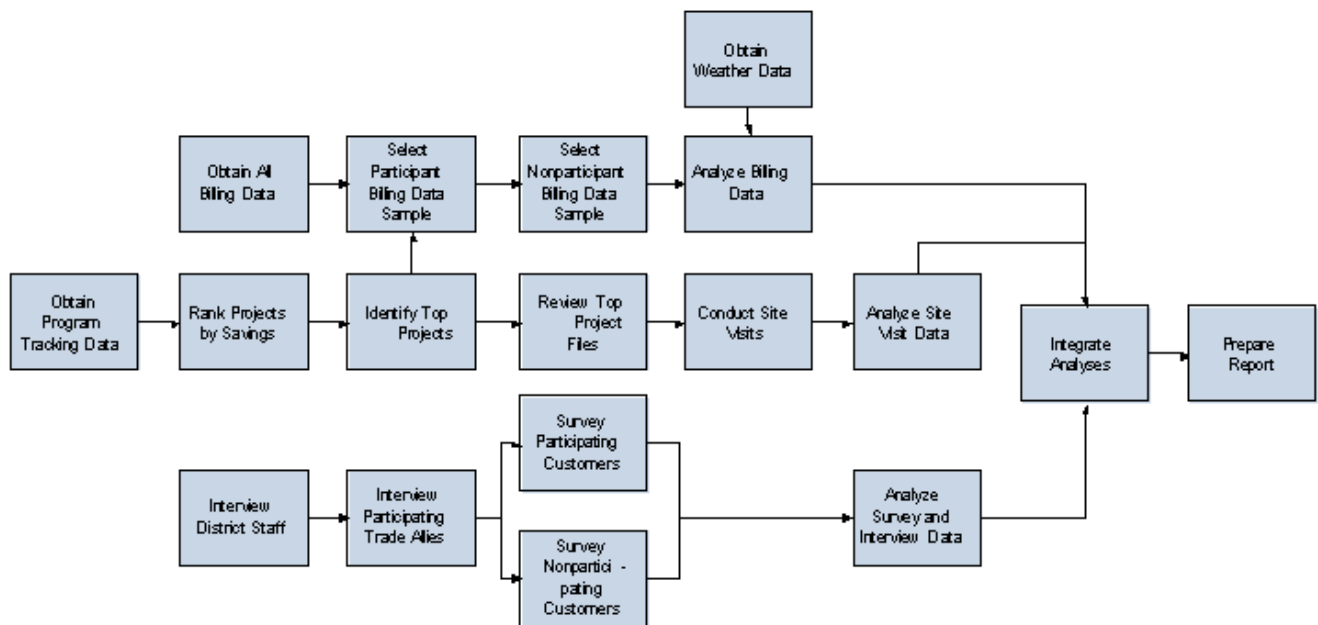 Obtain
Weather Data
Obtain All
Billing Data
Select
Participant
Billing Data
Sample
Select
Nonparticipant
Billing Data
Sample
Analyze Billing
Data
Obtain
Program
Tracking Data
Rank Projects
by Savings
Identify Top
Projects
Review Top
Project
Files
Conduct Site
Visits
Analyze Site
Visit Data
Integrate
Analyses
Prepare
Report
Interview
District Staff
Interview
Participating
Trade Allies
Survey
Participating
Customers
Survey
Nonpartici -
pating
Customers
Analyze
Survey and
Interview Data